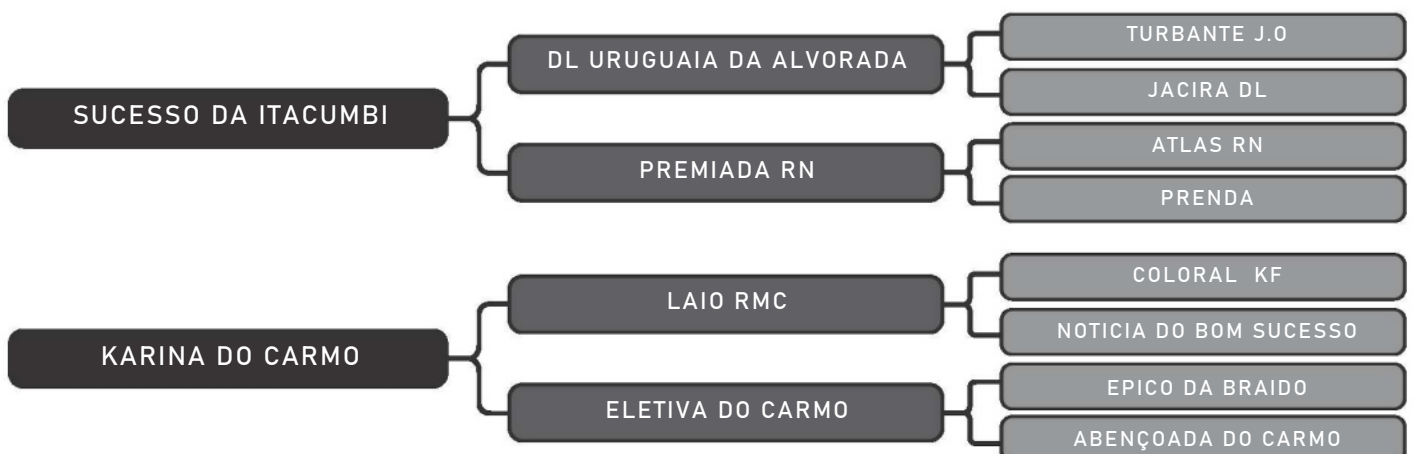 SUCESSO DA ITACUMBI
DL URUGUAIA DA ALVORADA
TURBANTE J.O
JACIRA DL
PREMIADA RN
ATLAS RN
PRENDA
KARINA DO CARMO
LAIO RMC
COLORAL KF
NOTICIA DO BOM SUCESSO
ELETIVA DO CARMO
EPICO DA BRAIDO
ABENÇOADA DO CARMO